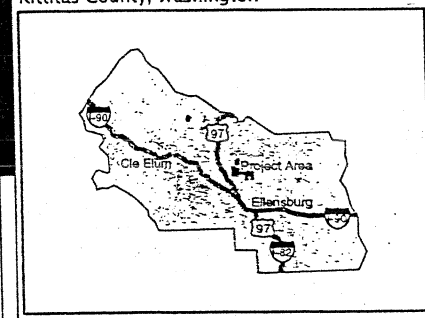 Kittitas County, Washington
I-90
97
Cle Elum
Project Area
Ellensburg
I-90
97
I-82